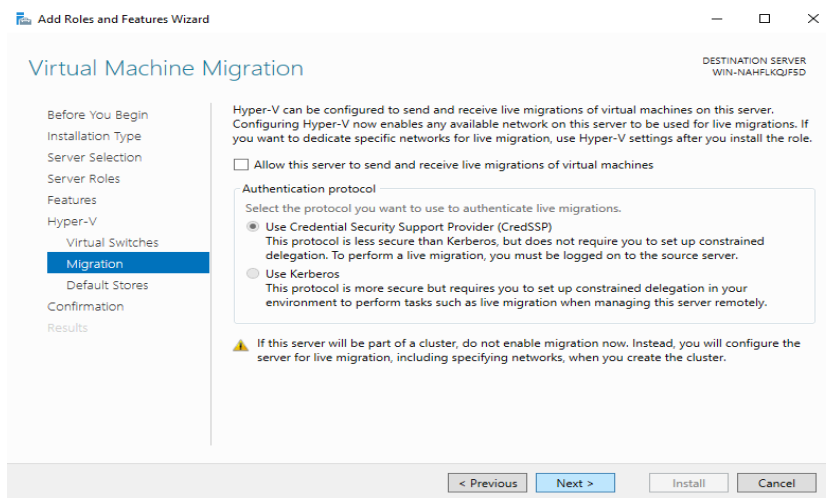 Add Roles and Features Wizard
Virtual Machine Migration
DESTINATION SERVER
WIN-NAHFLKQJF5D
Before You Begin
Installation Type
Server Selection
Server Roles
Features
Hyper-V
Virtual Switches
Migration
Default Stores
Confirmation
Results
Hyper-V can be configured to send and receive live migrations of virtual machines on this server.
Configuring Hyper-V now enables any available network on this server to be used for live migrations. If
you want to dedicate specific networks for live migration, use Hyper-V settings after you install the role.
Allow this server to send and receive live migrations of virtual machines
Authentication protocol
Select the protocol you want to use to authenticate live migrations.
Use Credential Security Support Provider (CredSSP)
This protocol is less secure than Kerberos, but does not require you to set up constrained
delegation. To perform a live migration, you must be logged on to the source server.
Use Kerberos
This protocol is more secure but requires you to set up constrained delegation in your
environment to perform tasks such as live migration when managing this server remotely.
If this server will be part of a cluster, do not enable migration now. Instead, you will configure the
server for live migration, including specifying networks, when you create the cluster.
< Previous
Next >
Install
Cancel